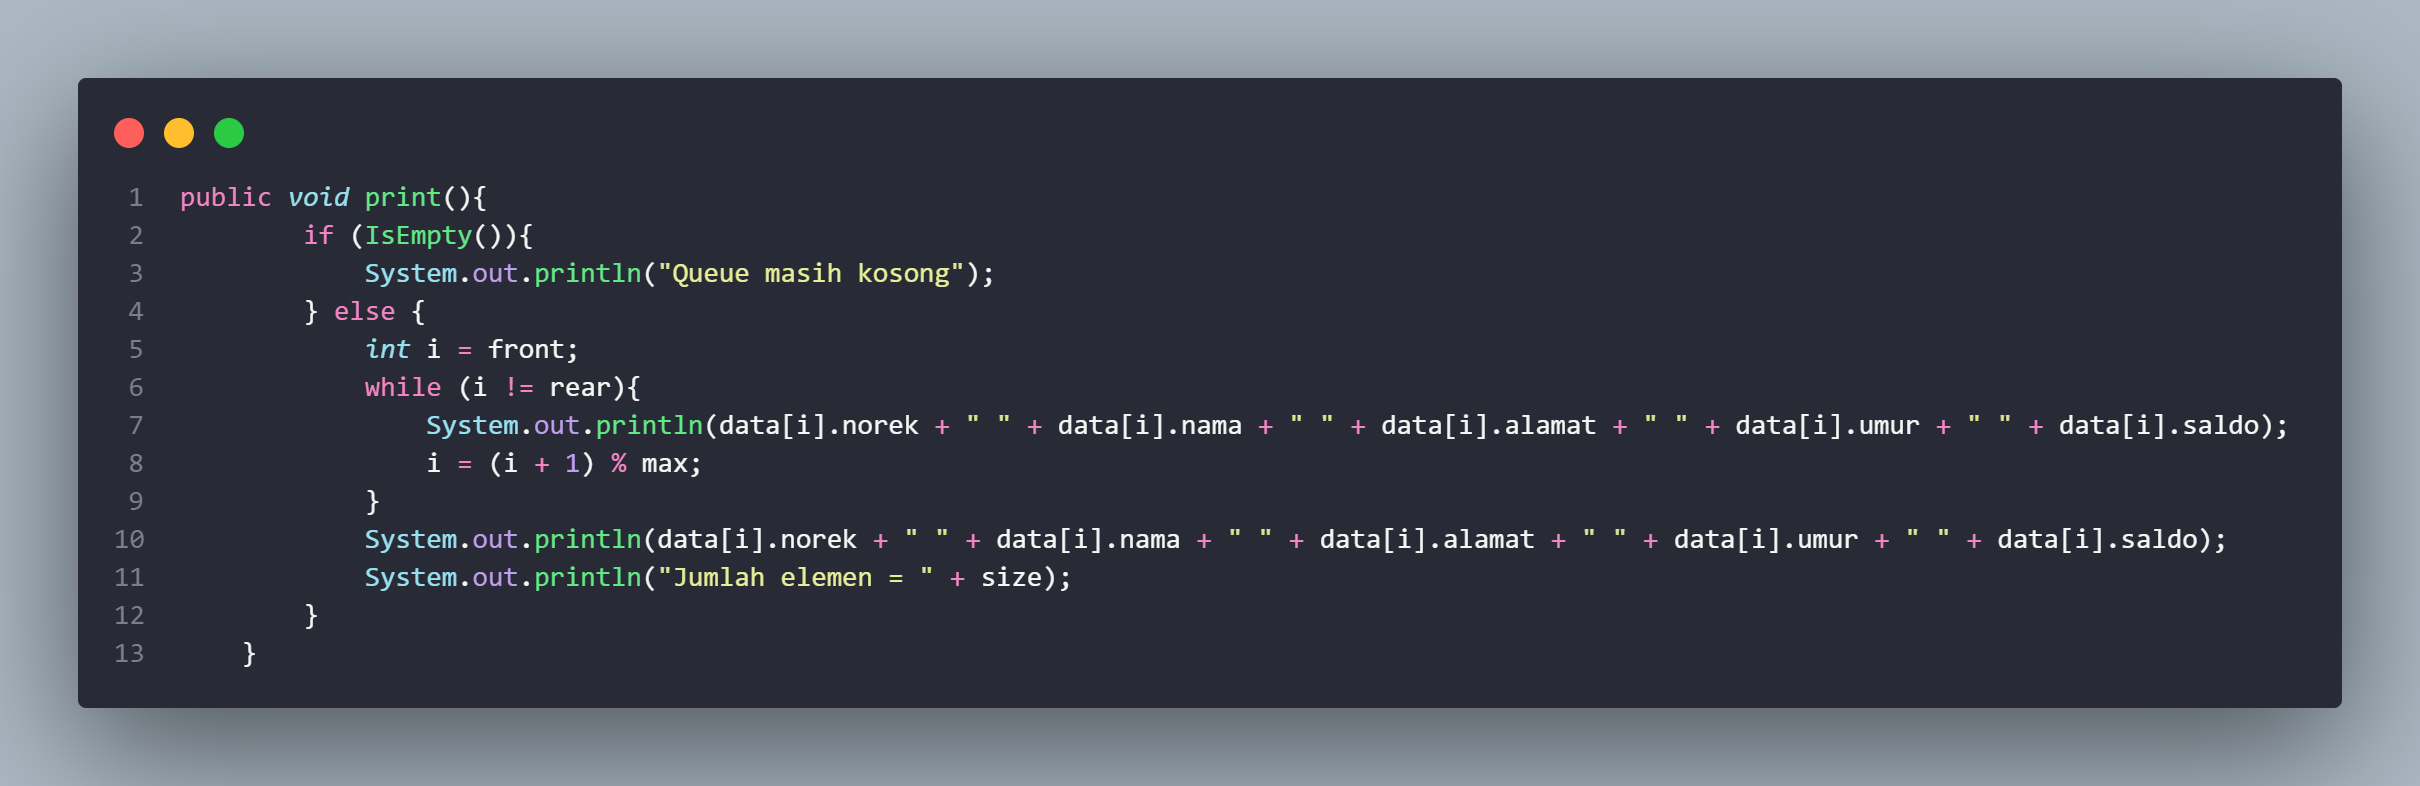 1 public void print(){
2 if (IsEmpty()){
3 System.out.println("Queue masih kosong");
4 } else {
5 int i = front;
6 while (i != rear){
7 System.out.println(data[i].norek + " " + data[i].nama + " " + data[i].alamat + " " + data[i].umur + " " + data[i].saldo);
8 i = (i + 1) % max;
9 }
10 System.out.println(data[i].norek + " " + data[i].nama + " " + data[i].alamat + " " + data[i].umur + " " + data[i].saldo);
11 System.out.println("Jumlah elemen = " + size);
12 }
13 }